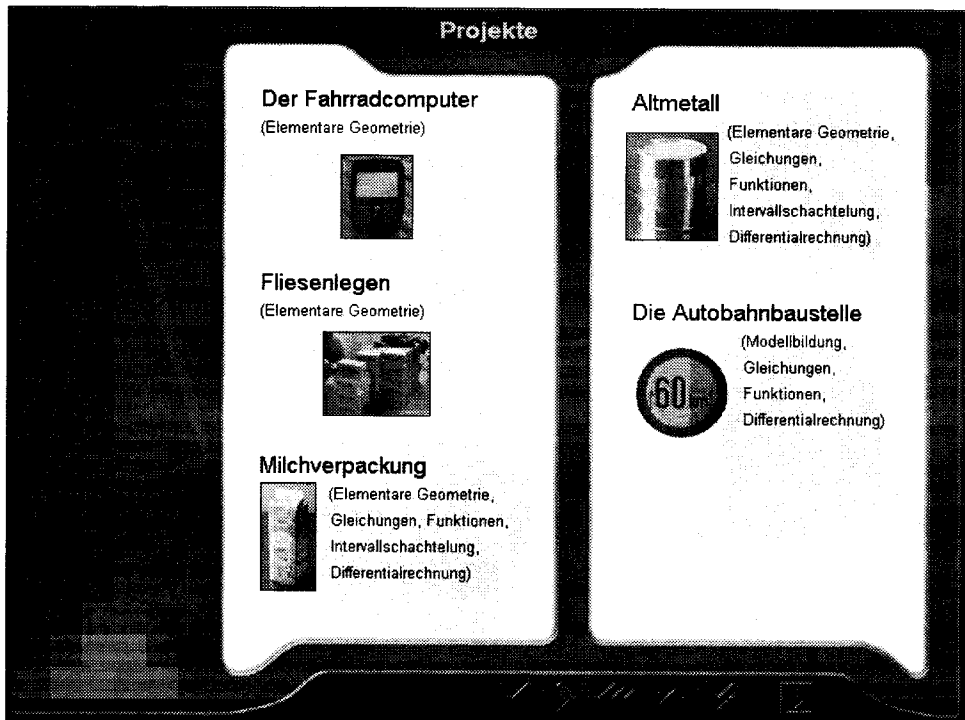 Projekte
Der Fahrradcomputer
(Elementare Geometrie)
Fliesenlegen
(Elementare Geometrie)
Milchverpackung
(Elementare Geometrie,
Gleichungen, Funktionen,
Intervallschachtelung,
Differentialrechnung)
Altmetall
(Elementare Geometrie,
Gleichungen,
Funktionen,
Intervallschachtelung,
Differentialrechnung)
Die Autobahnbaustelle
60
(Modellbildung,
Gleichungen,
Funktionen,
Differentialrechnung)